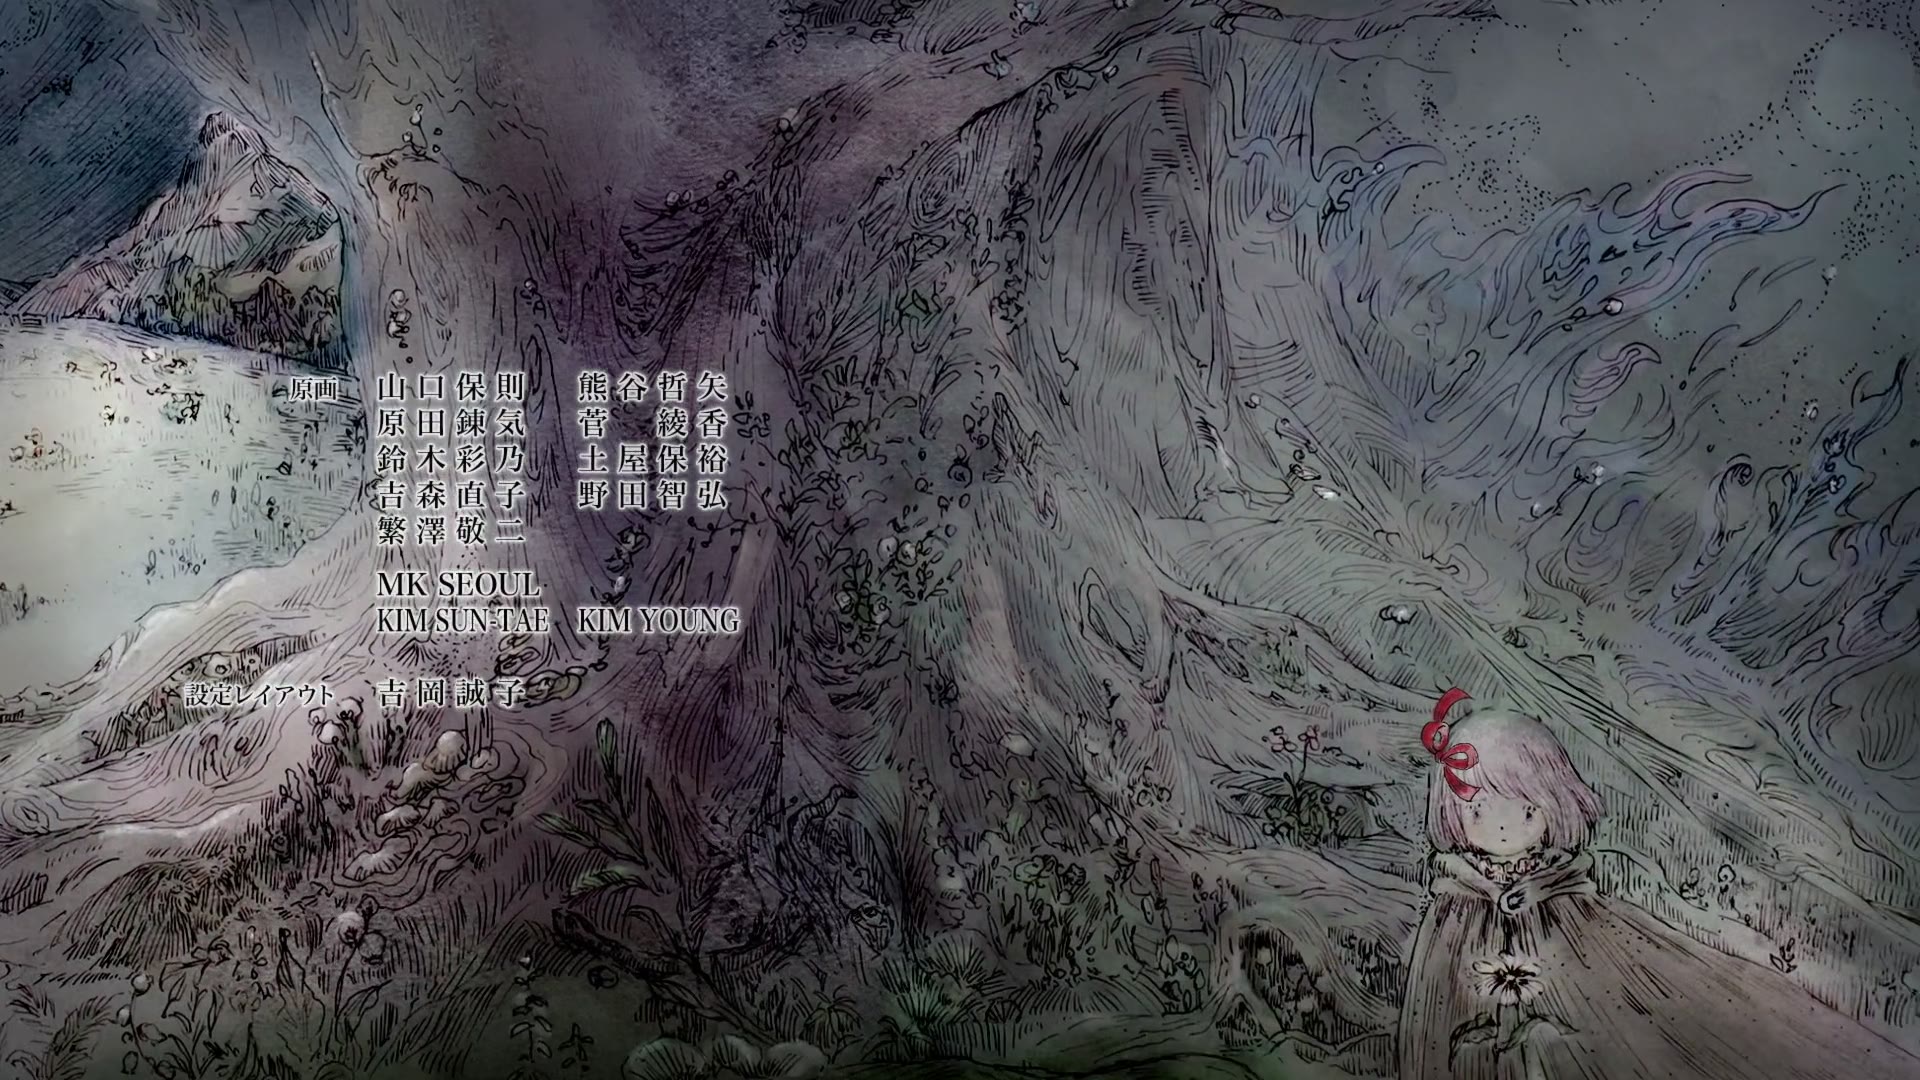 原画 山口保則 熊谷哲矢
原田錬気 菅 綾香
鈴木彩乃 土屋保裕
吉森直子 野田智弘
繁澤敬二
MK SEOUL
KIM SUN-TAE KIM YOUNG
設定レイアウト 吉岡誠子